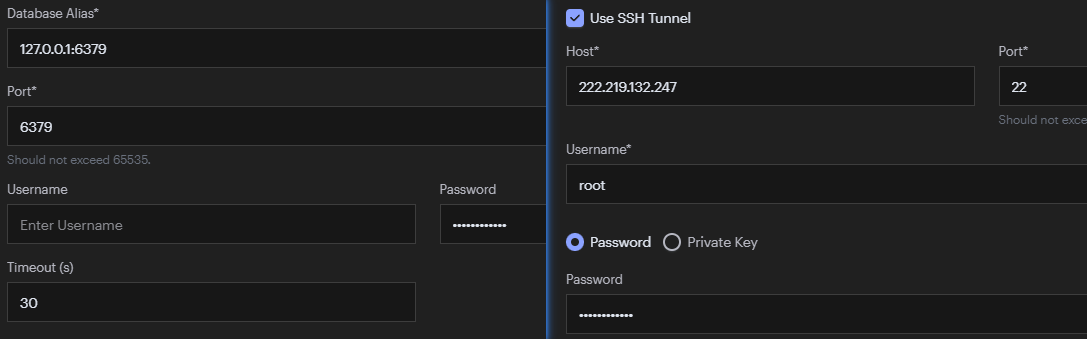 Database Alias*
127.0.0.1:6379
Port*
6379
Should not exceed 65535.
Username
Password
Enter Username
••••••••••••
Timeout (s)
30
Use SSH Tunnel
Host*
Port*
222.219.132.247
22
Should not exce
Username*
root
Password
Private Key
Password
••••••••••••